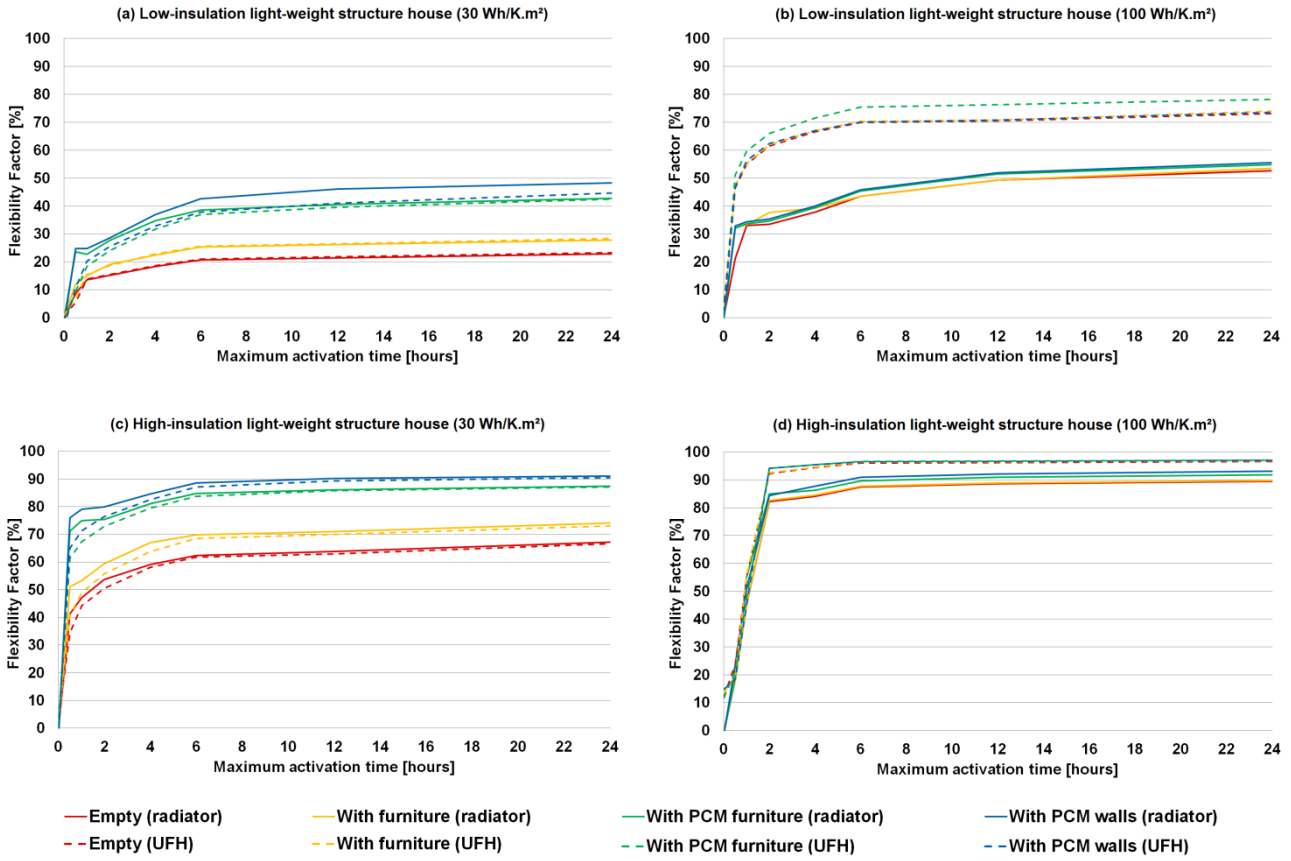 (a) Low-insulation light-weight structure house (30 Wh/K.m²)
Flexibility Factor [%]
100
90
80
70
60
50
40
30
20
10
0
0 2 4 6 8 10 12 14 16 18 20 22 24
Maximum activation time [hours]
(b) Low-insulation light-weight structure house (100 Wh/K.m²)
Flexibility Factor [%]
100
90
80
70
60
50
40
30
20
10
0
0 2 4 6 8 10 12 14 16 18 20 22 24
Maximum activation time [hours]
(c) High-insulation light-weight structure house (30 Wh/K.m²)
Flexibility Factor [%]
100
90
80
70
60
50
40
30
20
10
0
0 2 4 6 8 10 12 14 16 18 20 22 24
Maximum activation time [hours]
(d) High-insulation light-weight structure house (100 Wh/K.m²)
Flexibility Factor [%]
100
90
80
70
60
50
40
30
20
10
0
0 2 4 6 8 10 12 14 16 18 20 22 24
Maximum activation time [hours]
Empty (radiator) With furniture (radiator) With PCM furniture (radiator) With PCM walls (radiator)
Empty (UFH) With furniture (UFH) With PCM furniture (UFH) With PCM walls (UFH)